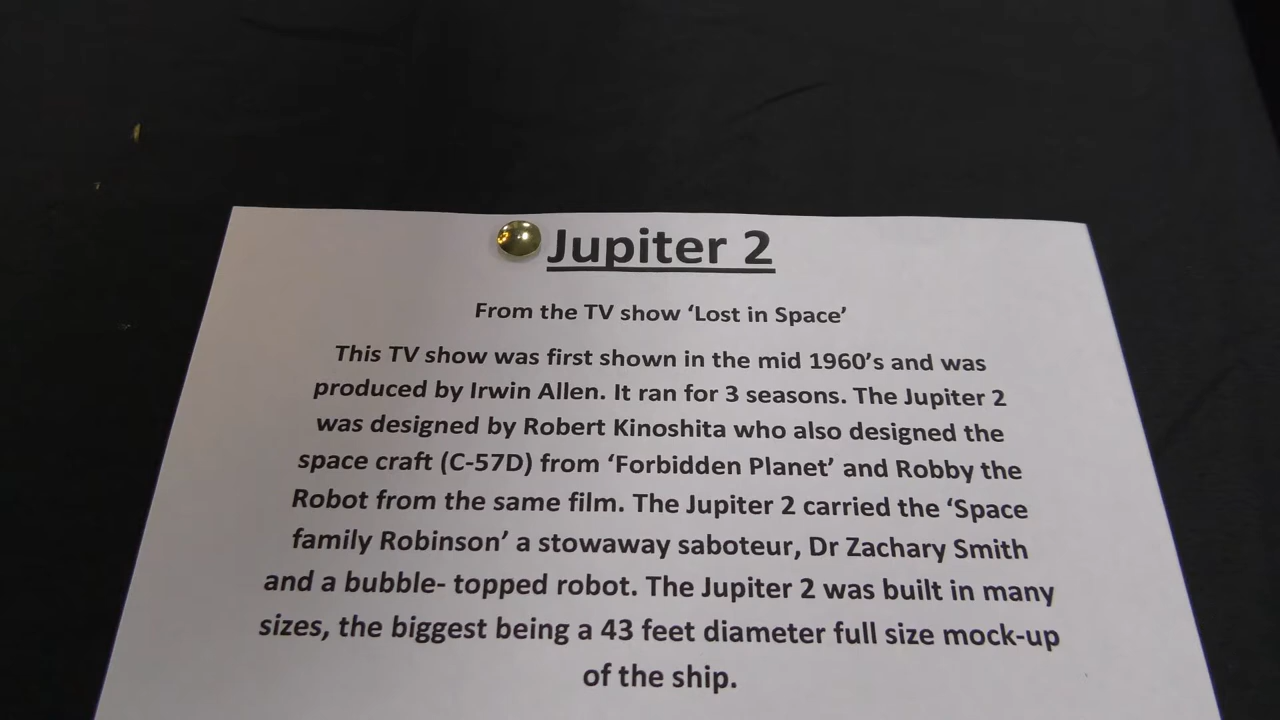 Jupiter 2
From the TV show ‘Lost in Space’
This TV show was first shown in the mid 1960’s and was
produced by Irwin Allen. It ran for 3 seasons. The Jupiter 2
was designed by Robert Kinoshita who also designed the
space craft (C-57D) from ‘Forbidden Planet’ and Robby the
Robot from the same film. The Jupiter 2 carried the ‘Space
family Robinson’ a stowaway saboteur, Dr Zachary Smith
and a bubble- topped robot. The Jupiter 2 was built in many
sizes, the biggest being a 43 feet diameter full size mock-up
of the ship.